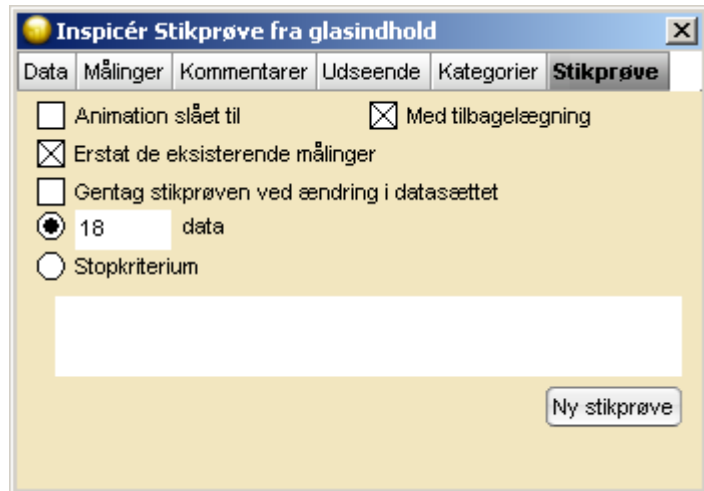 Inspicér Stikprøve fra glasindhold
Data Målinger Kommentarer Udseende Kategorier Stikprøve
Animation slået til Med tilbagelægning
Erstat de eksisterende målinger
Gentag stikprøven ved ændring i datasættet
18 data
Stopkriterium
Ny stikprøve